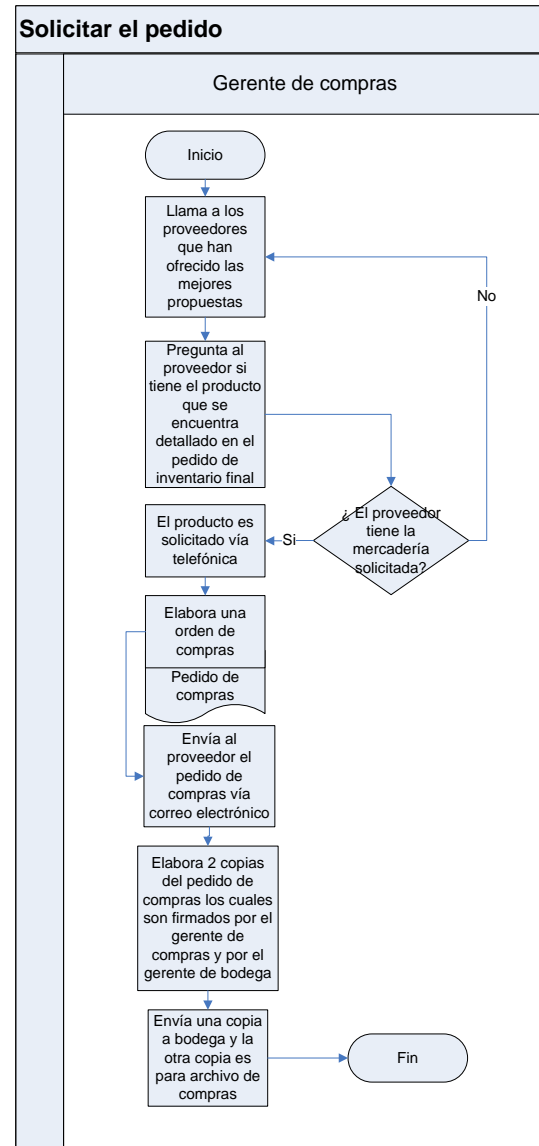 Solicitar el pedido
Gerente de compras
Inicio
Llama a los
proveedores
que han
ofrecido las
mejores
propuestas
No
Pregunta al
proveedor si
tiene el producto
que se
encuentra
detallado en el
pedido de
inventario final
¿ El proveedor
tiene la
mercadería
solicitada?
Si
El producto es
solicitado vía
telefónica
Elabora una
orden de
compras
Pedido de
compras
Envía al
proveedor el
pedido de
compras vía
correo electrónico
Elabora 2 copias
del pedido de
compras los cuales
son firmados por el
gerente de
compras y por el
gerente de bodega
Envía una copia
a bodega y la
otra copia es
para archivo de
compras
Fin